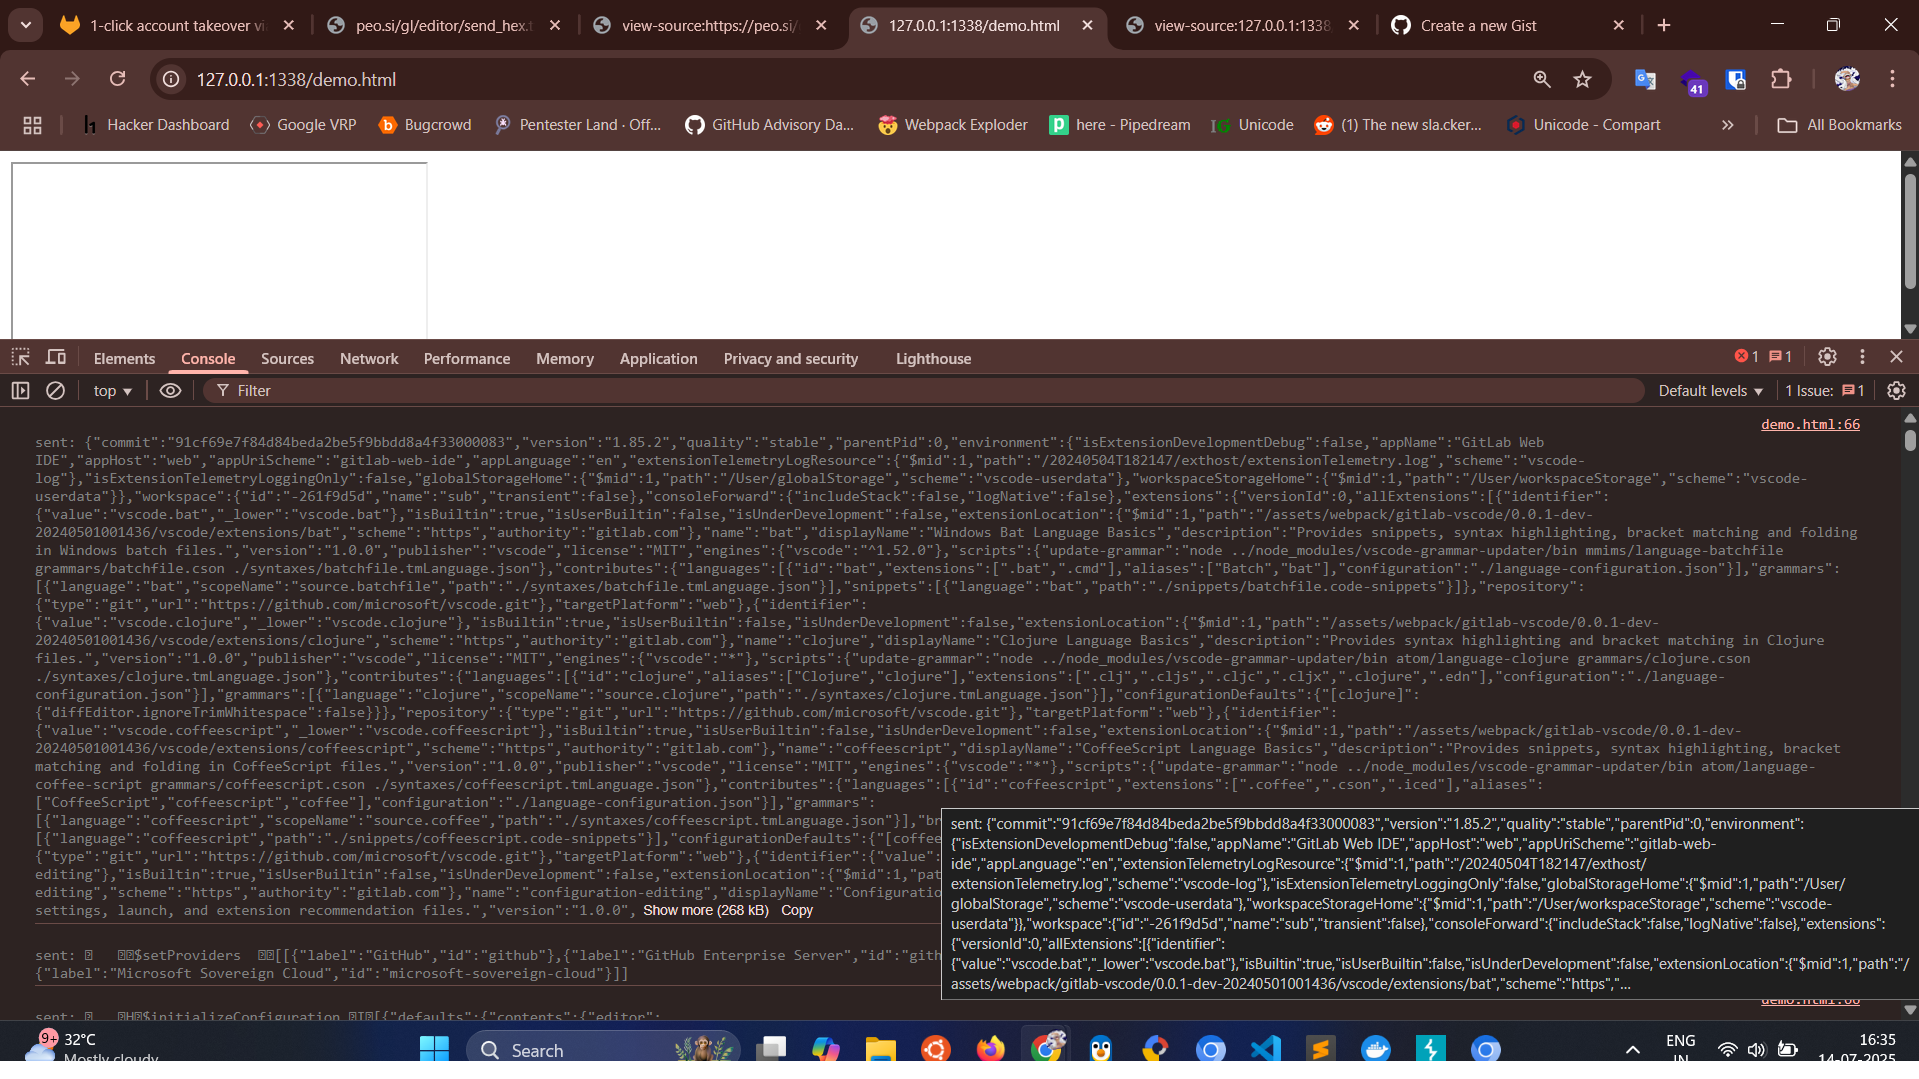 1-click account takeover vi
peo.si/gl/editor/send_hex.t
view-source:https://peo.si/
127.0.0.1:1338/demo.html
view-source:127.0.0.1:1338
Create a new Gist
127.0.0.1:1338/demo.html
41
Hacker Dashboard
Google VRP
Bugcrowd
Pentester Land · Off...
GitHub Advisory Da...
Webpack Exploder
here - Pipedream
Unicode
(1) The new sla.cker...
Unicode - Compart
All Bookmarks
Elements Console Sources Network Performance Memory Application Privacy and security Lighthouse
1 1
top
Filter
Default levels
1 Issue: 1
demo.html:66
sent: {"commit":"91cf69e7f84d84beda2be5f9bbdd8a4f33000083","version":"1.85.2","quality":"stable","parentPid":0,"environment":{"isExtensionDevelopmentDebug":false,"appName":"GitLab Web
IDE","appHost":"web","appUriScheme":"gitlab-web-ide","appLanguage":"en","extensionTelemetryLogResource":{"$mid":1,"path":"/20240504T182147/exthost/extensionTelemetry.log","scheme":"vscode-
log"},"isExtensionTelemetryLoggingOnly":false,"globalStorageHome":{"$mid":1,"path":"/User/globalStorage","scheme":"vscode-userdata"},"workspaceStorageHome":{"$mid":1,"path":"/User/workspaceStorage","scheme":"vscode-
userdata"}},"workspace":{"id":"-261f9d5d","name":"sub","transient":false},"consoleForward":{"includeStack":false,"logNative":false},"extensions":{"versionId":0,"allExtensions":[{"identifier":
{"value":"vscode.bat","_lower":"vscode.bat"},"isBuiltin":true,"isUserBuiltin":false,"isUnderDevelopment":false,"extensionLocation":{"$mid":1,"path":"/assets/webpack/gitlab-vscode/0.0.1-dev-
20240501001436/vscode/extensions/bat","scheme":"https","authority":"gitlab.com"},"name":"bat","displayName":"Windows Bat Language Basics","description":"Provides snippets, syntax highlighting, bracket matching and folding
in Windows batch files.","version":"1.0.0","publisher":"vscode","license":"MIT","engines":{"vscode":"^1.52.0"},"scripts":{"update-grammar":"node ../node_modules/vscode-grammar-updater/bin mmims/language-batchfile
grammars/batchfile.cson ./syntaxes/batchfile.tmLanguage.json"},"contributes":{"languages":[{"id":"bat","extensions":[".bat",".cmd"],"aliases":["Batch","bat"],"configuration":"./language-configuration.json"}],"grammars":
[{"language":"bat","scopeName":"source.batchfile","path":"./syntaxes/batchfile.tmLanguage.json"}],"snippets":[{"language":"bat","path":"./snippets/batchfile.code-snippets"}]},"repository":
{"type":"git","url":"https://github.com/microsoft/vscode.git"},"targetPlatform":"web"},{"identifier":
{"value":"vscode.clojure","_lower":"vscode.clojure"},"isBuiltin":true,"isUserBuiltin":false,"isUnderDevelopment":false,"extensionLocation":{"$mid":1,"path":"/assets/webpack/gitlab-vscode/0.0.1-dev-
20240501001436/vscode/extensions/clojure","scheme":"https","authority":"gitlab.com"},"name":"clojure","displayName":"Clojure Language Basics","description":"Provides syntax highlighting and bracket matching in Clojure
files.","version":"1.0.0","publisher":"vscode","license":"MIT","engines":{"vscode":"*"},"scripts":{"update-grammar":"node ../node_modules/vscode-grammar-updater/bin atom/language-clojure grammars/clojure.cson
./syntaxes/clojure.tmLanguage.json"},"contributes":{"languages":[{"id":"clojure","aliases":["Clojure","clojure"],"extensions":[".clj",".cljs",".cljc",".cljx",".clojure",".edn"],"configuration":"./language-
configuration.json"}],"grammars":[{"language":"clojure","scopeName":"source.clojure","path":"./syntaxes/clojure.tmLanguage.json"}],"configurationDefaults":{"[clojure]":
{"diffEditor.ignoreTrimWhitespace":false}}},"repository":{"type":"git","url":"https://github.com/microsoft/vscode.git"},"targetPlatform":"web"},{"identifier":
{"value":"vscode.coffeescript","_lower":"vscode.coffeescript"},"isBuiltin":true,"isUserBuiltin":false,"isUnderDevelopment":false,"extensionLocation":{"$mid":1,"path":"/assets/webpack/gitlab-vscode/0.0.1-dev-
20240501001436/vscode/extensions/coffeescript","scheme":"https","authority":"gitlab.com"},"name":"coffeescript","displayName":"CoffeeScript Language Basics","description":"Provides snippets, syntax highlighting, bracket
matching and folding in CoffeeScript files.","version":"1.0.0","publisher":"vscode","license":"MIT","engines":{"vscode":"*"},"scripts":{"update-grammar":"node ../node_modules/vscode-grammar-updater/bin atom/language-
coffee-script grammars/coffeescript.cson ./syntaxes/coffeescript.tmLanguage.json"},"contributes":{"languages":[{"id":"coffeescript","extensions":[".coffee",".cson",".iced"],"aliases":
["CoffeeScript","coffeescript","coffee"],"configuration":"./language-configuration.json"}],"grammars":
[{"language":"coffeescript","scopeName":"source.coffee","path":"./syntaxes/coffeescript.tmLanguage.json"}],"br
[{"language":"coffeescript","path":"./snippets/coffeescript.code-snippets"}],"configurationDefaults":{"[coffee
{"type":"git","url":"https://github.com/microsoft/vscode.git"},"targetPlatform":"web"},{"identifier":{"value":
editing"},"isBuiltin":true,"isUserBuiltin":false,"isUnderDevelopment":false,"extensionLocation":{"$mid":1,"pat
editing","scheme":"https","authority":"gitlab.com"},"name":"configuration-editing","displayName":"Configuratio
settings, launch, and extension recommendation files.","version":"1.0.0", Show more (268 kB) Copy
sent: $setProviders [[{"label":"GitHub","id":"github"},{"label":"GitHub Enterprise Server","id":"gith
{"label":"Microsoft Sovereign Cloud","id":"microsoft-sovereign-cloud"}]]
sent: {"commit":"91cf69e7f84d84beda2be5f9bbdd8a4f33000083","version":"1.85.2","quality":"stable","parentPid":0,"environment":
{"isExtensionDevelopmentDebug":false,"appName":"GitLab Web IDE","appHost":"web","appUriScheme":"gitlab-web-
ide","appLanguage":"en","extensionTelemetryLogResource":{"$mid":1,"path":"/20240504T182147/exthost/
extensionTelemetry.log","scheme":"vscode-log"},"isExtensionTelemetryLoggingOnly":false,"globalStorageHome":{"$mid":1,"path":"/User/
globalStorage","scheme":"vscode-userdata"},"workspaceStorageHome":{"$mid":1,"path":"/User/workspaceStorage","scheme":"vscode-
userdata"}},"workspace":{"id":"-261f9d5d","name":"sub","transient":false},"consoleForward":{"includeStack":false,"logNative":false},"extensions":
{"versionId":0,"allExtensions":[{"identifier":
{"value":"vscode.bat","_lower":"vscode.bat"},"isBuiltin":true,"isUserBuiltin":false,"isUnderDevelopment":false,"extensionLocation":{"$mid":1,"path":"/
assets/webpack/gitlab-vscode/0.0.1-dev-20240501001436/vscode/extensions/bat","scheme":"https","...
demo.html:66
sent: H $initializeConfiguration I [{"defaults":{"contents":{"editor":
9+
32°C
Mostly cloudy
Search
ENG
IN
16:35
14-07-2025